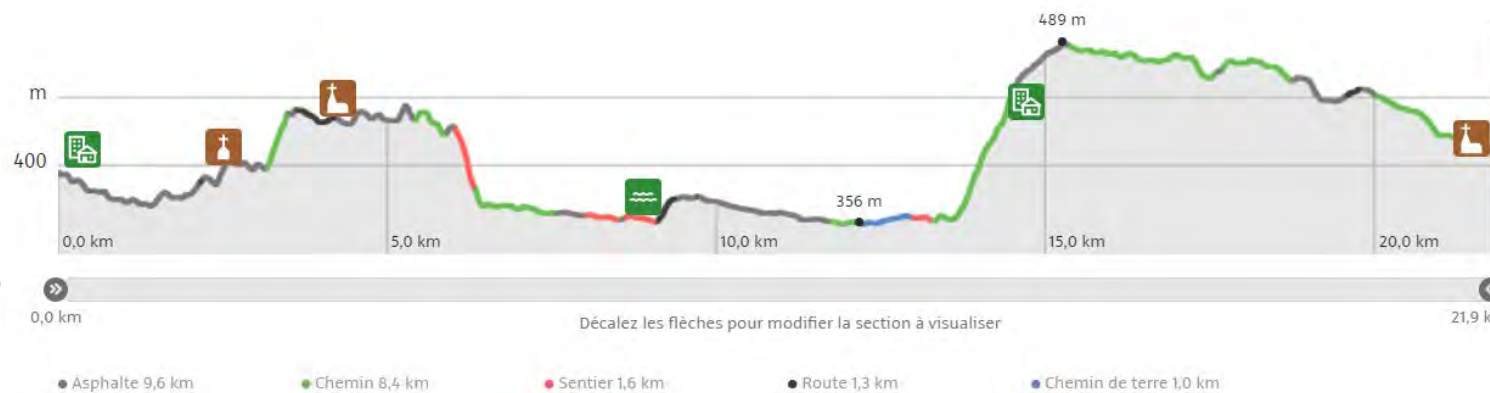 489 m
m
400
356 m
0,0 km 5,0 km 10,0 km 15,0 km 20,0 km
0,0 km
21,9 k
Décalez les flèches pour modifier la section à visualiser
Asphalte 9,6 km Chemin 8,4 km Sentier 1,6 km Route 1,3 km Chemin de terre 1,0 km